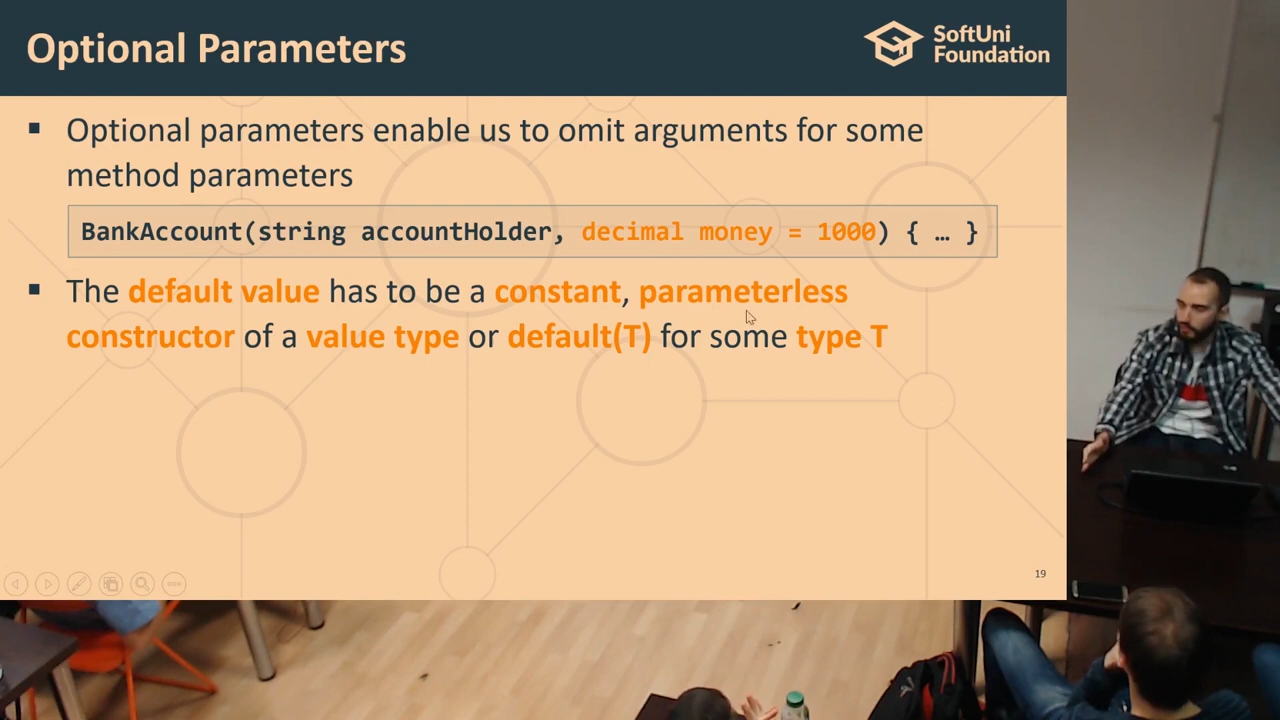 Optional Parameters
SoftUni
Foundation
▪ Optional parameters enable us to omit arguments for some
method parameters
BankAccount(string accountHolder, decimal money = 1000) { … }
▪ The default value has to be a constant, parameterless
constructor of a value type or default(T) for some type T
19